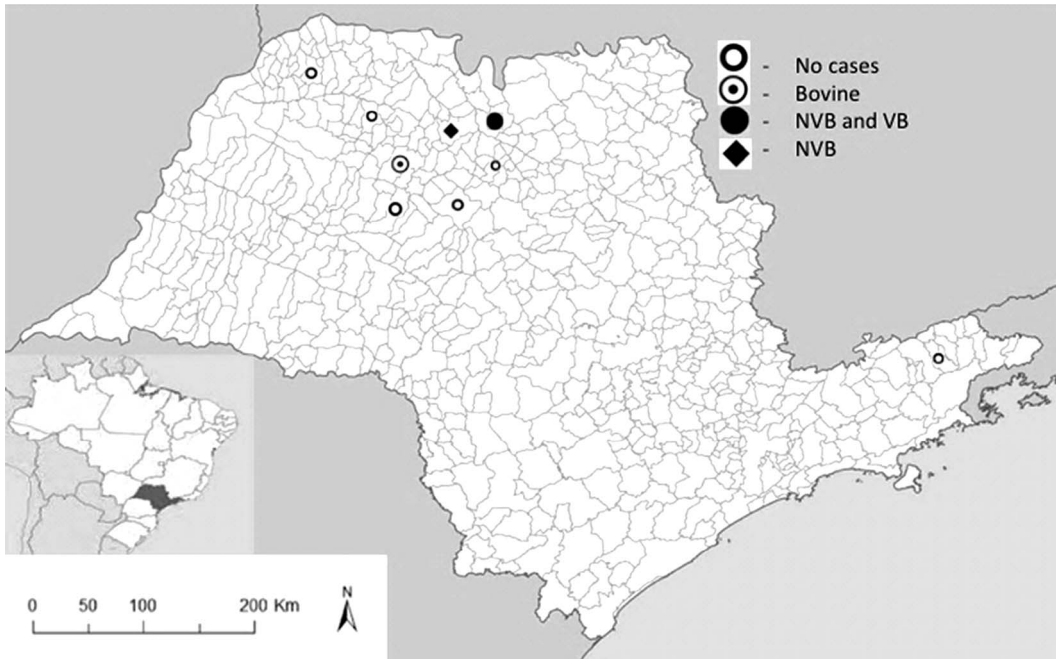 - No cases
- Bovine
- NVB and VB
- NVB
0 50 100 200 Km
N